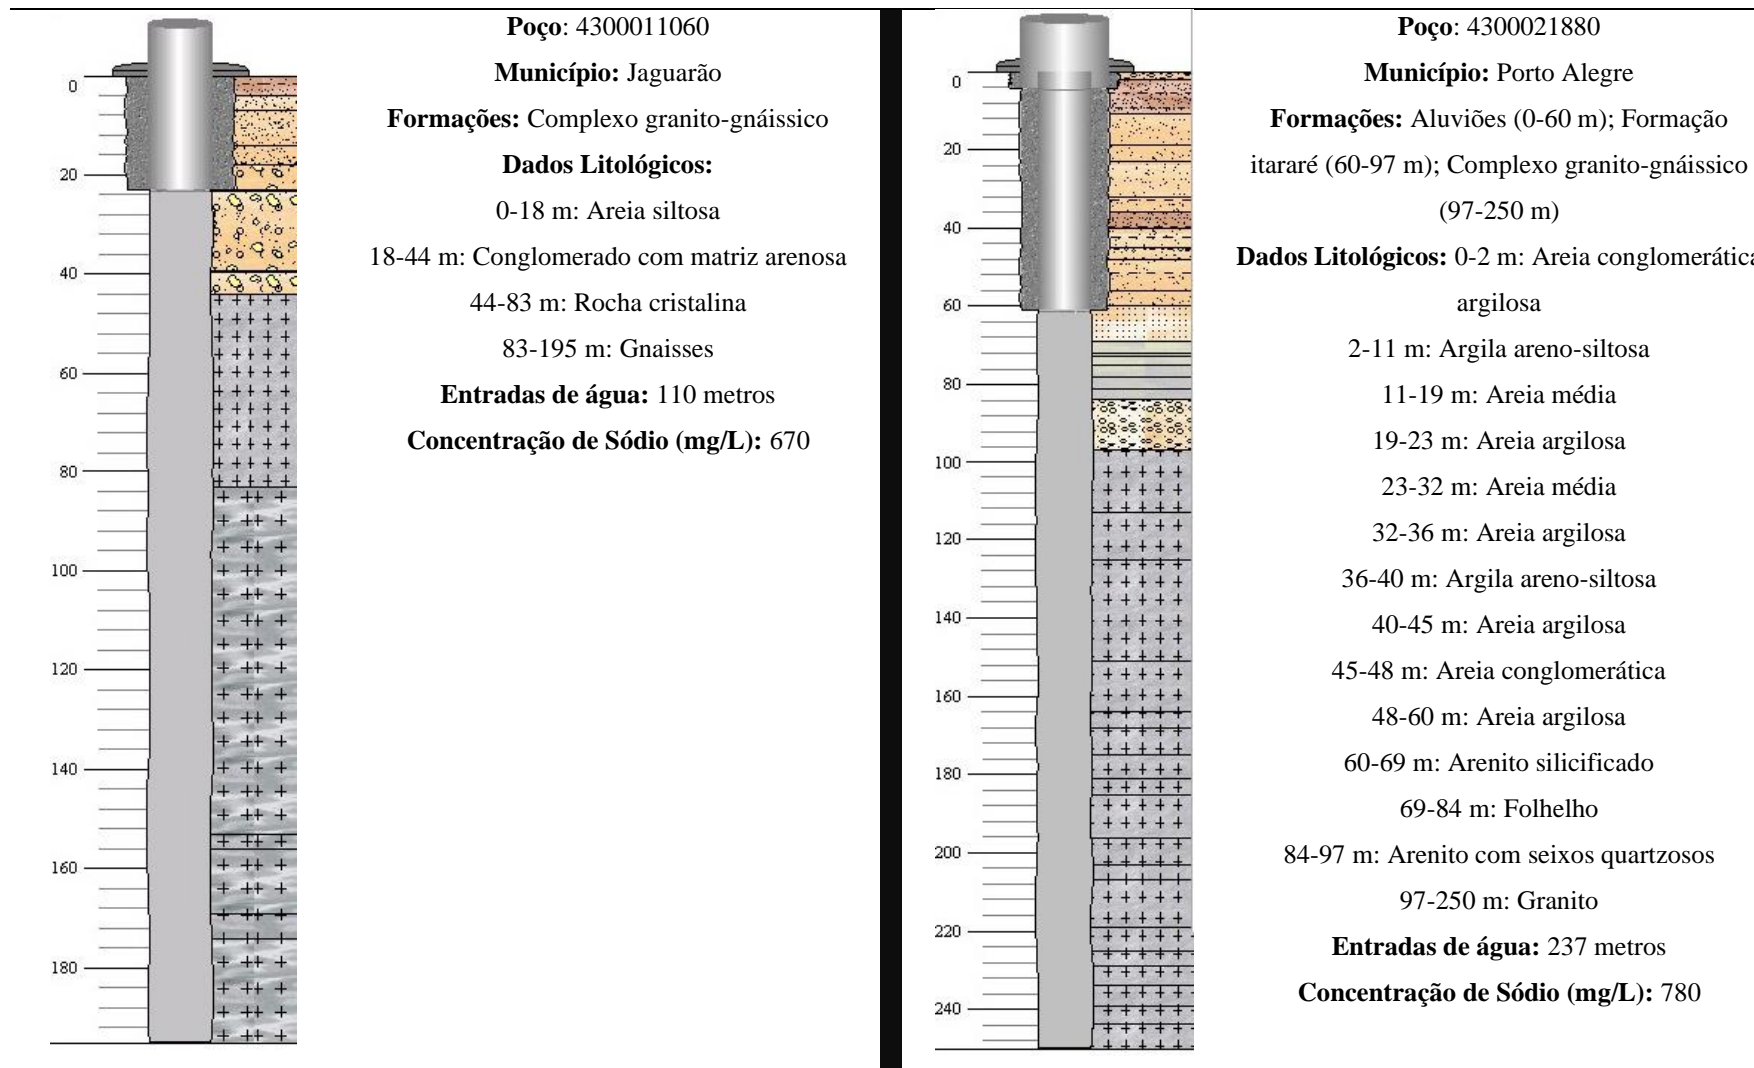 Poço: 4300011060
Município: Jaguarão
Formações: Complexo granito-gnáissico
Dados Litológicos:
0-18 m: Areia siltosa
18-44 m: Conglomerado com matriz arenosa
44-83 m: Rocha cristalina
83-195 m: Gnaisses
Entradas de água: 110 metros
Concentração de Sódio (mg/L): 670
0
20
40
60
80
100
120
140
160
180
Poço: 4300021880
Município: Porto Alegre
Formações: Aluviões (0-60 m); Formação
itararé (60-97 m); Complexo granito-gnáissico
(97-250 m)
Dados Litológicos: 0-2 m: Areia conglomerática
argilosa
2-11 m: Argila areno-siltosa
11-19 m: Areia média
19-23 m: Areia argilosa
23-32 m: Areia média
32-36 m: Areia argilosa
36-40 m: Argila areno-siltosa
40-45 m: Areia argilosa
45-48 m: Areia conglomerática
48-60 m: Areia argilosa
60-69 m: Arenito silicificado
69-84 m: Folhelho
84-97 m: Arenito com seixos quartzosos
97-250 m: Granito
Entradas de água: 237 metros
Concentração de Sódio (mg/L): 780
0
20
40
60
80
100
120
140
160
180
200
220
240